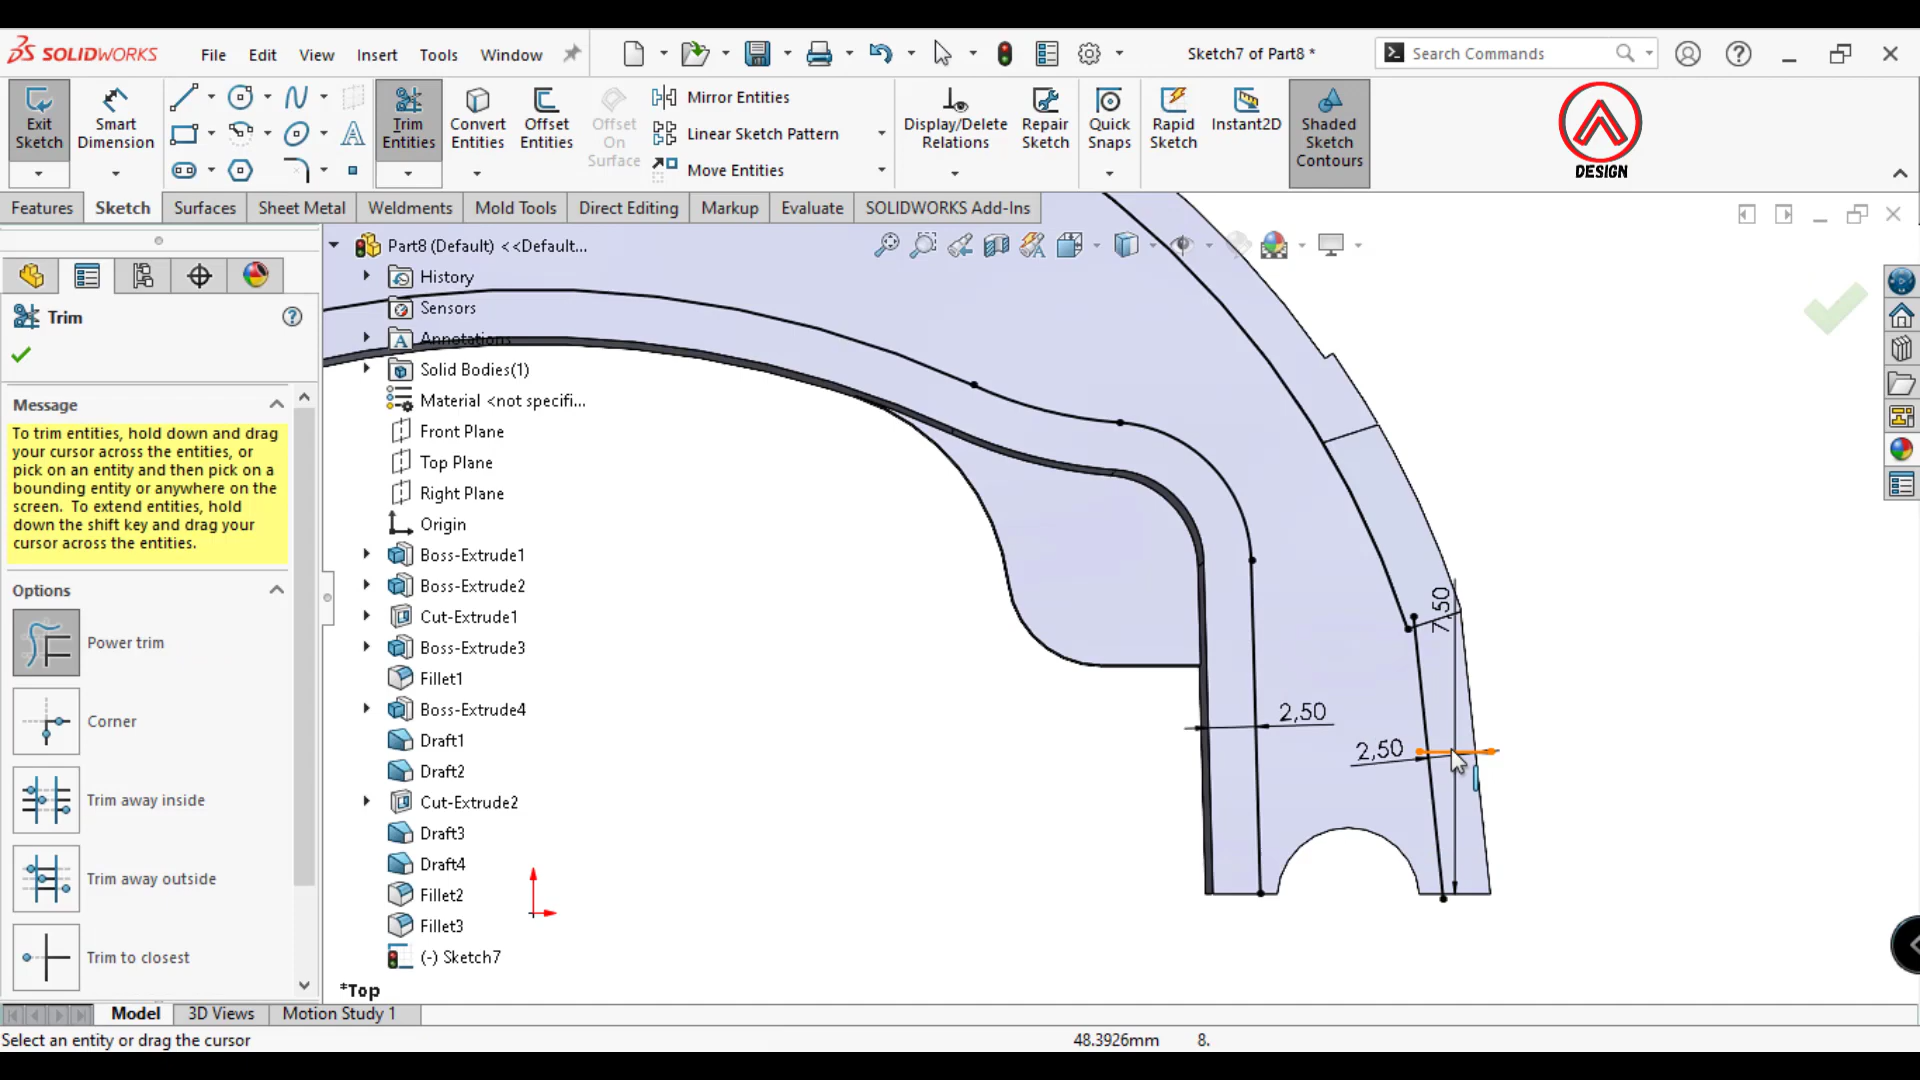 SOLIDWORKS File Edit View Insert Tools Window Sketch7 of Part8 * Search Commands
Exit Sketch
Smart Dimension
Trim Entities
Convert Entities
Offset Entities
Offset On Surface
Mirror Entities
Linear Sketch Pattern
Move Entities
Display/Delete Relations
Repair Sketch
Quick Snaps
Rapid Sketch
Instant2D
Shaded Sketch Contours
DESIGN
Features Sketch Surfaces Sheet Metal Weldments Mold Tools Direct Editing Markup Evaluate SOLIDWORKS Add-Ins
Trim
Message
To trim entities, hold down and drag
your cursor across the entities, or
pick on an entity and then pick on a
bounding entity or anywhere on the
screen. To extend entities, hold
down the shift key and drag your
cursor across the entities.
Options
Power trim
Corner
Trim away inside
Trim away outside
Trim to closest
Part8 (Default) <<Default...
History
Sensors
Annotations
Solid Bodies(1)
Material <not specifi...
Front Plane
Top Plane
Right Plane
Origin
Boss-Extrude1
Boss-Extrude2
Cut-Extrude1
Boss-Extrude3
Fillet1
Boss-Extrude4
Draft1
Draft2
Cut-Extrude2
Draft3
Draft4
Fillet2
Fillet3
(-) Sketch7
*Top
7,50
2,50
2,50
Model 3D Views Motion Study 1
Select an entity or drag the cursor 48.3926mm 8.